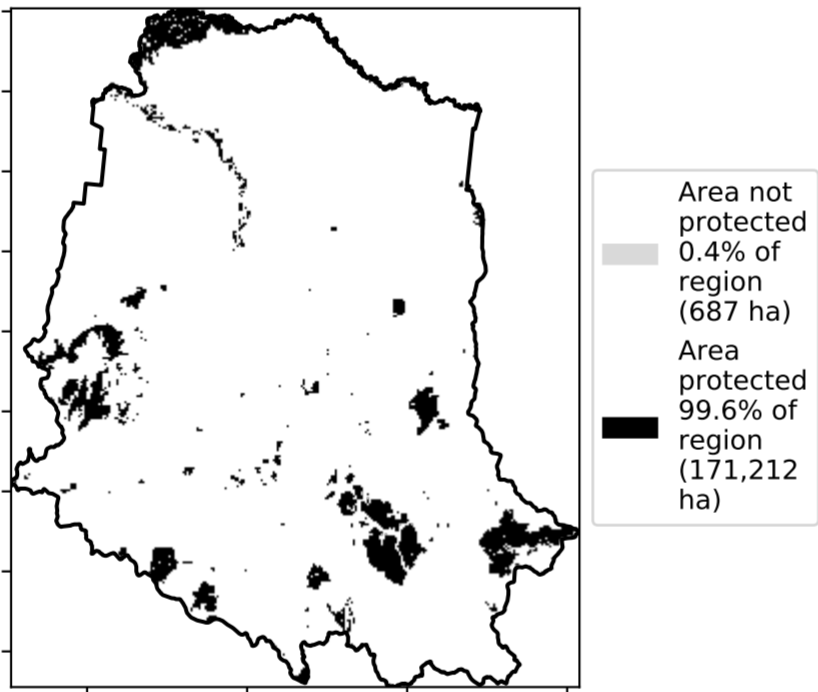 Area not
protected
0.4% of
region
(687 ha)
Area
protected
99.6% of
region
(171,212
ha)